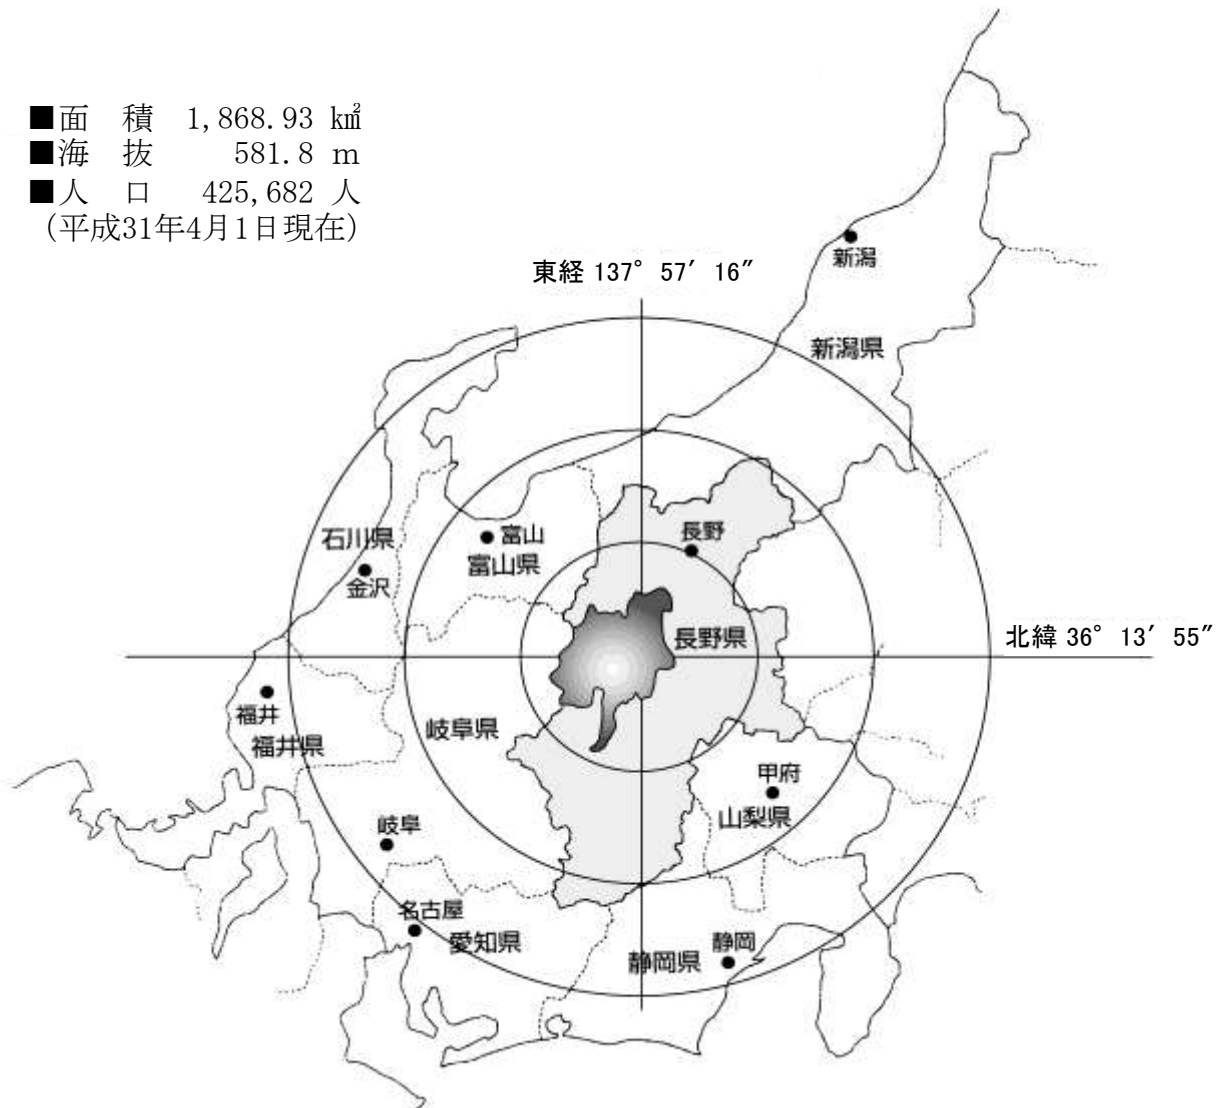 ■面　積　1,868.93 ㎢
■海　抜　581.8 ｍ
■人　口　425,682 人
（平成31年4月1日現在）
新潟
東経 137° 57′ 16″
新潟県
長野
富山
石川県
富山県
金沢
長野県
北緯 36° 13′ 55″
福井
岐阜県
福井県
甲府
山梨県
岐阜
名古屋
愛知県
静岡
静岡県